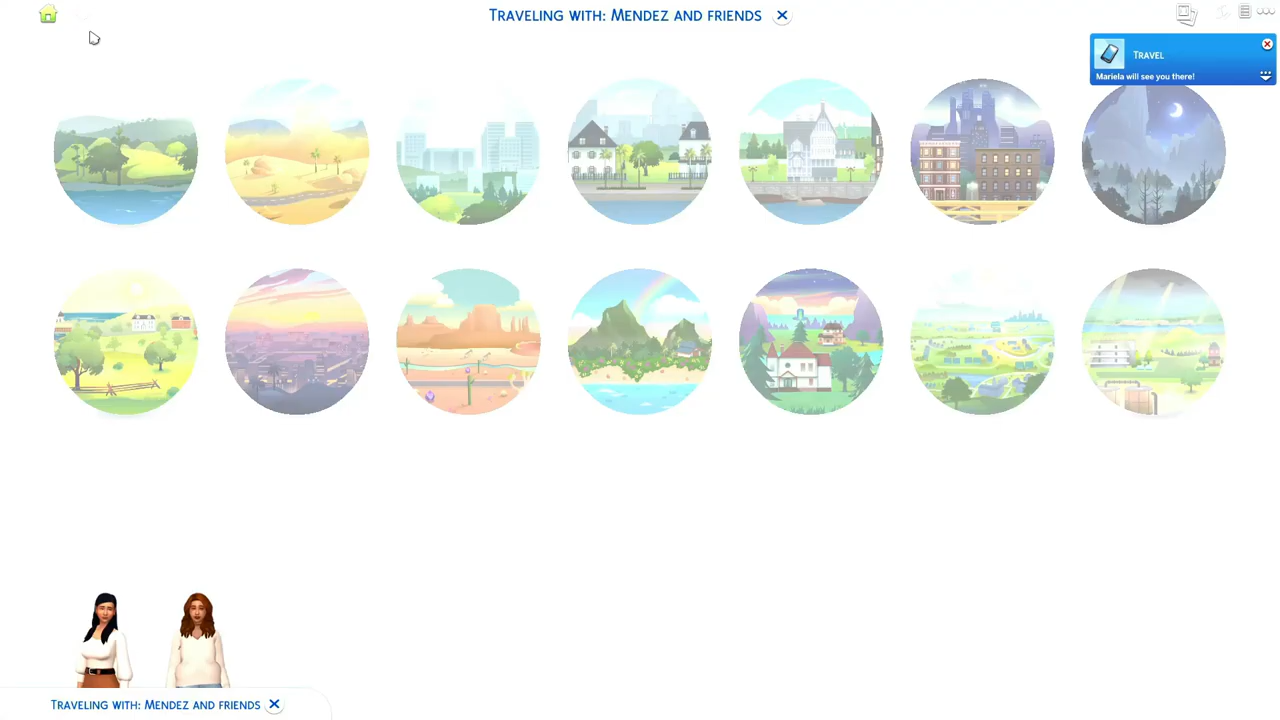 TRAVELING WITH: MENDEZ AND FRIENDS
TRAVEL
Mariela will see you there!
TRAVELING WITH: MENDEZ AND FRIENDS